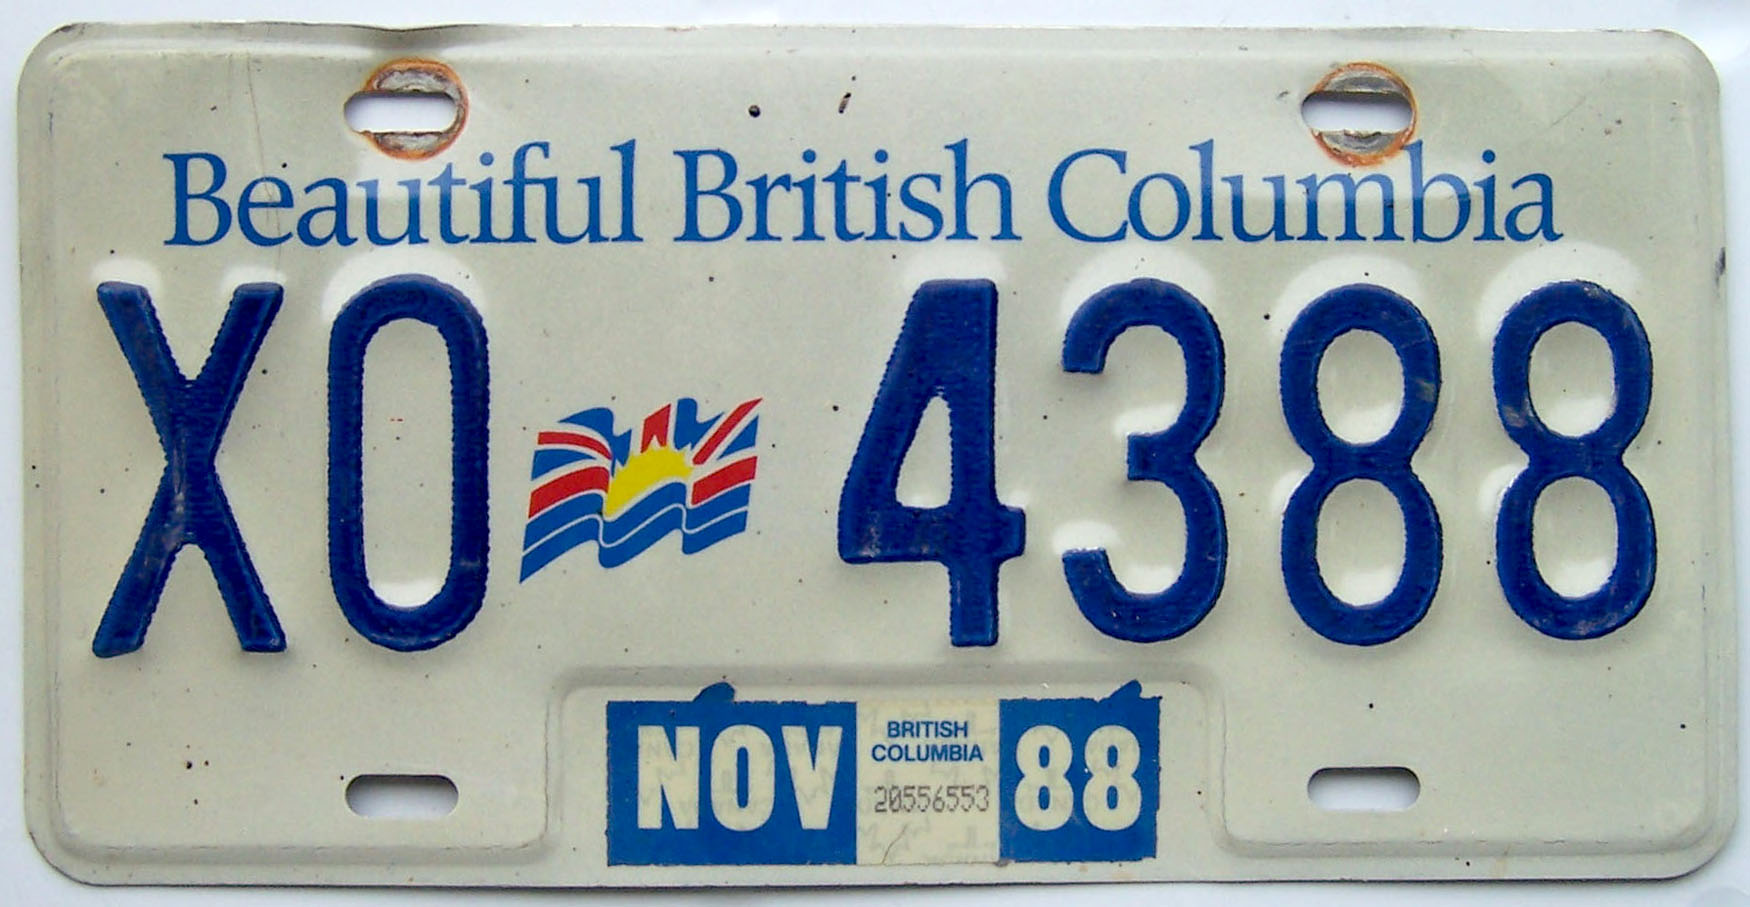 Beautiful British Columbia
XO 4388
NOV BRITISH COLUMBIA 88
20556553